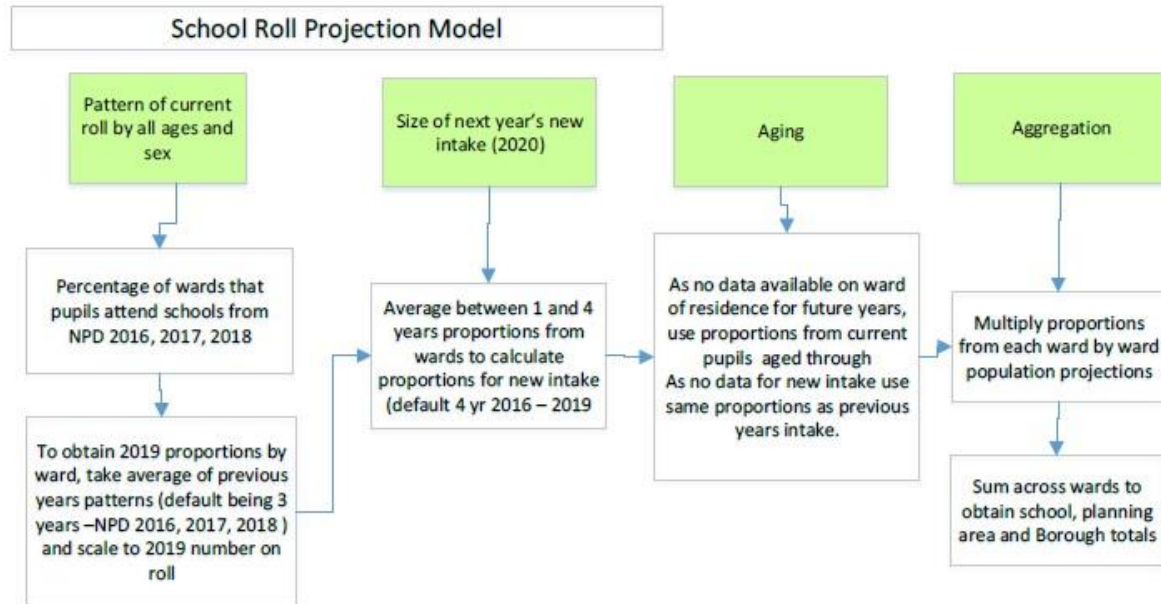 School Roll Projection Model
Pattern of current
roll by all ages and
sex
Size of next year's new
intake (2020)
Aging
Aggregation
Percentage of wards that
pupils attend schools from
NPD 2016, 2017, 2018
To obtain 2019 proportions by
ward, take average of previous
years patterns (default being 3
years –NPD 2016, 2017, 2018 )
and scale to 2019 number on
roll
Average between 1 and 4
years proportions from
wards to calculate
proportions for new intake
(default 4 yr 2016 – 2019
As no data available on ward
of residence for future years,
use proportions from current
pupils aged through
As no data for new intake use
same proportions as previous
years intake.
Multiply proportions
from each ward by ward
population projections
Sum across wards to
obtain school, planning
area and Borough totals